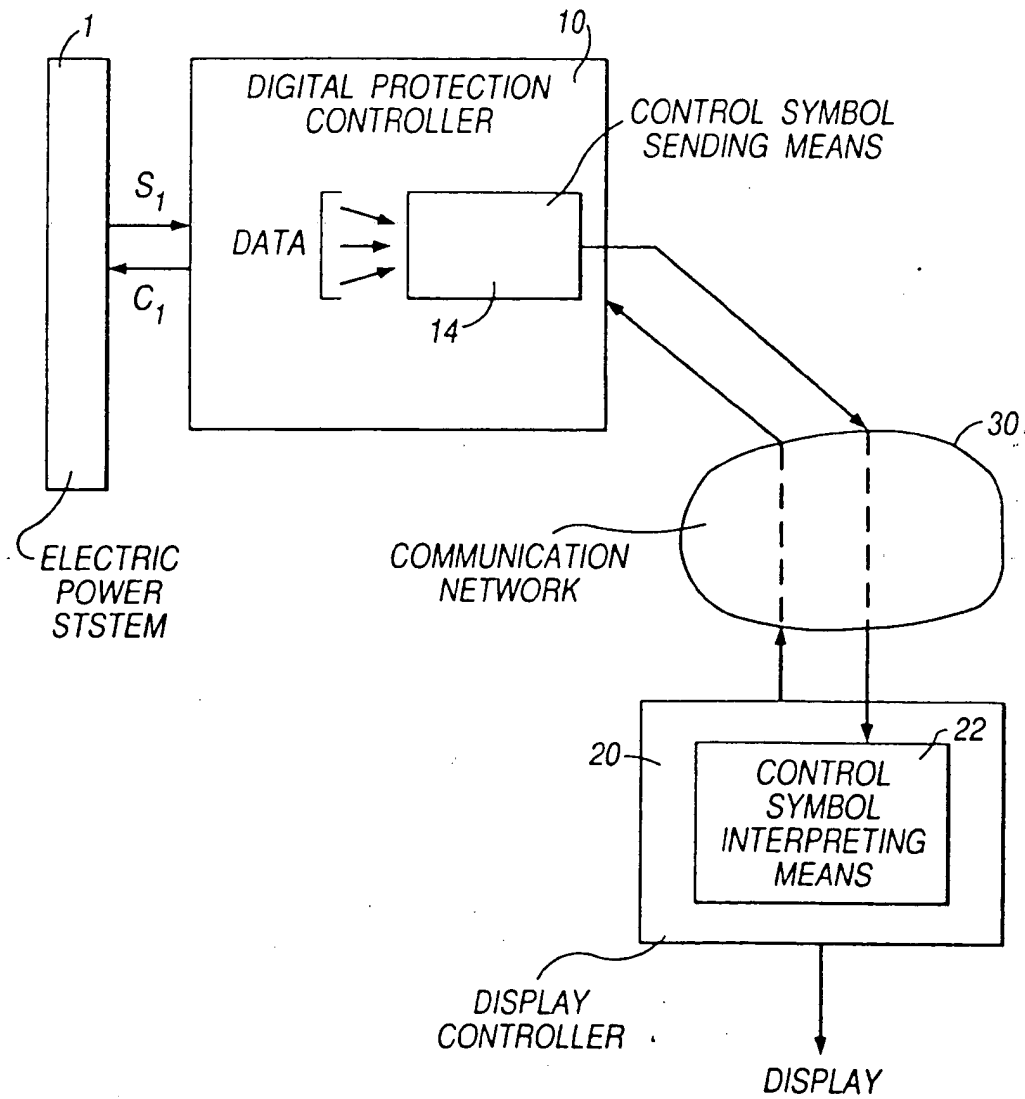 1
10
DIGITAL PROTECTION
CONTROLLER
CONTROL SYMBOL
SENDING MEANS
S1
C1
DATA
14
30
ELECTRIC
POWER
STSTEM
COMMUNICATION
NETWORK
20
22
CONTROL
SYMBOL
INTERPRETING
MEANS
DISPLAY
CONTROLLER
DISPLAY